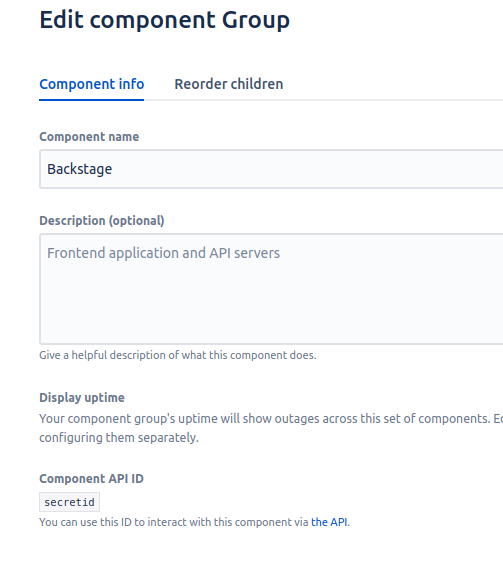 Edit component Group
Component info Reorder children
Component name
Backstage
Description (optional)
Frontend application and API servers
Give a helpful description of what this component does.
Display uptime
Your component group's uptime will show outages across this set of components.
configuring them separately.
Component API ID
secretid
You can use this ID to interact with this component via the API.